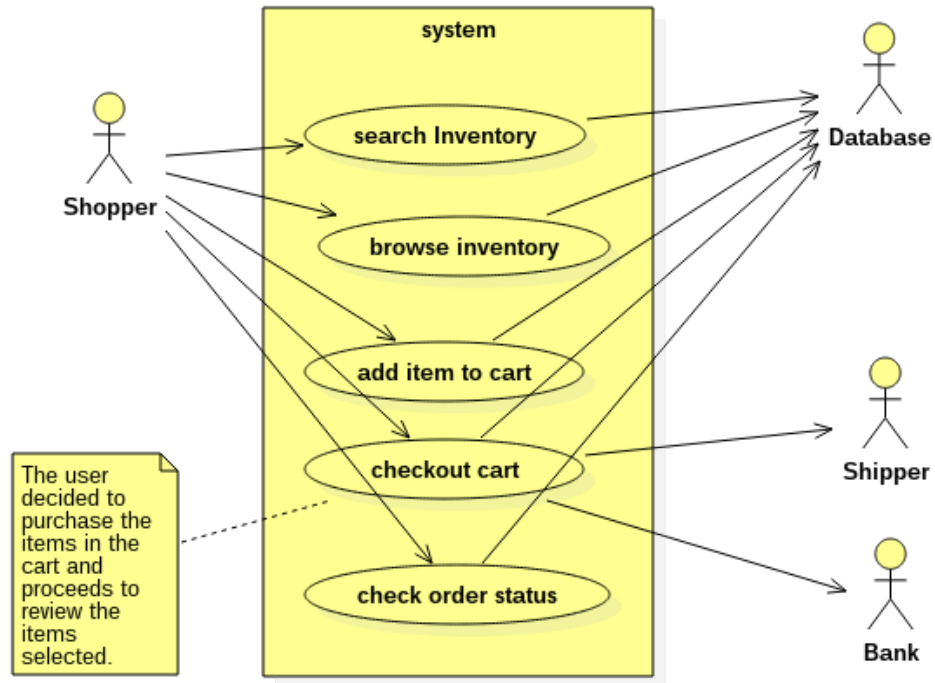 system
search Inventory
Database
Shopper
browse inventory
add item to cart
checkout cart
Shipper
The user
decided to
purchase the
items in the
cart and
proceeds to
review the
items
selected.
check order status
Bank